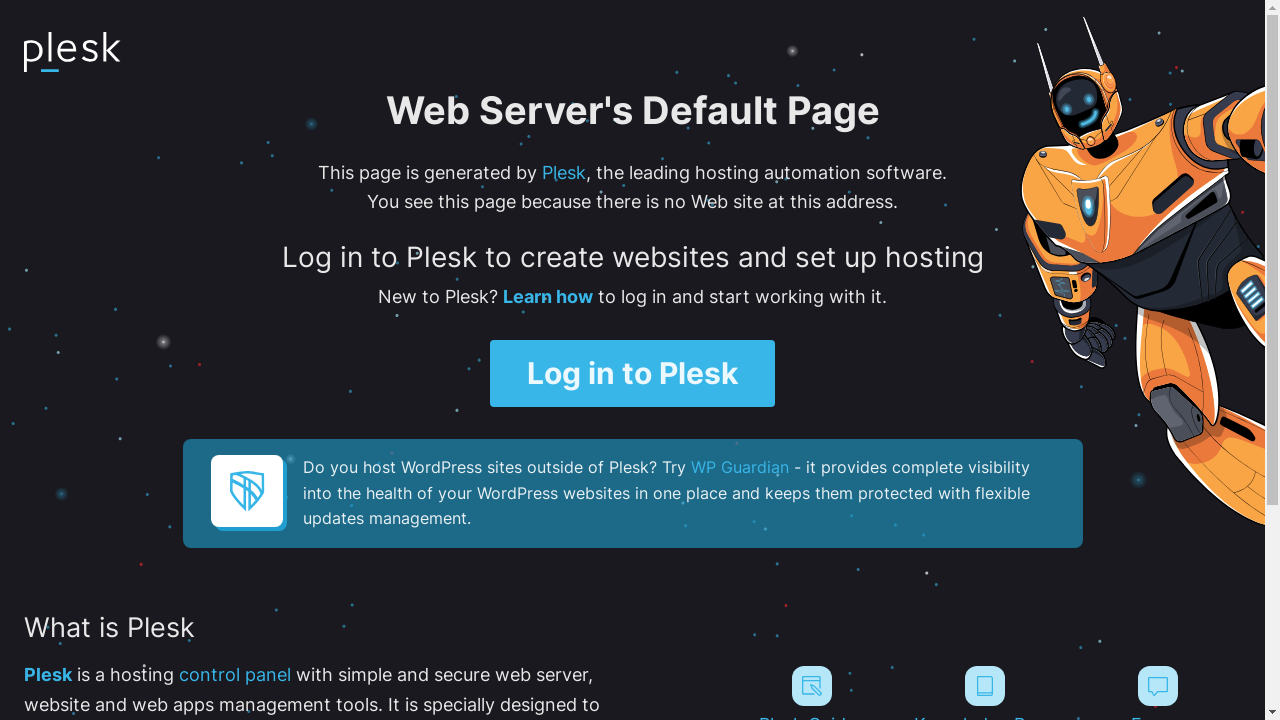 plesk
Web Server's Default Page
This page is generated by Plesk, the leading hosting automation software.
You see this page because there is no Web site at this address.
Log in to Plesk to create websites and set up hosting
New to Plesk? Learn how to log in and start working with it.
Log in to Plesk
Do you host WordPress sites outside of Plesk? Try WP Guardian - it provides complete visibility
into the health of your WordPress websites in one place and keeps them protected with flexible
updates management.
What is Plesk
Plesk is a hosting control panel with simple and secure web server,
website and web apps management tools. It is specially designed to